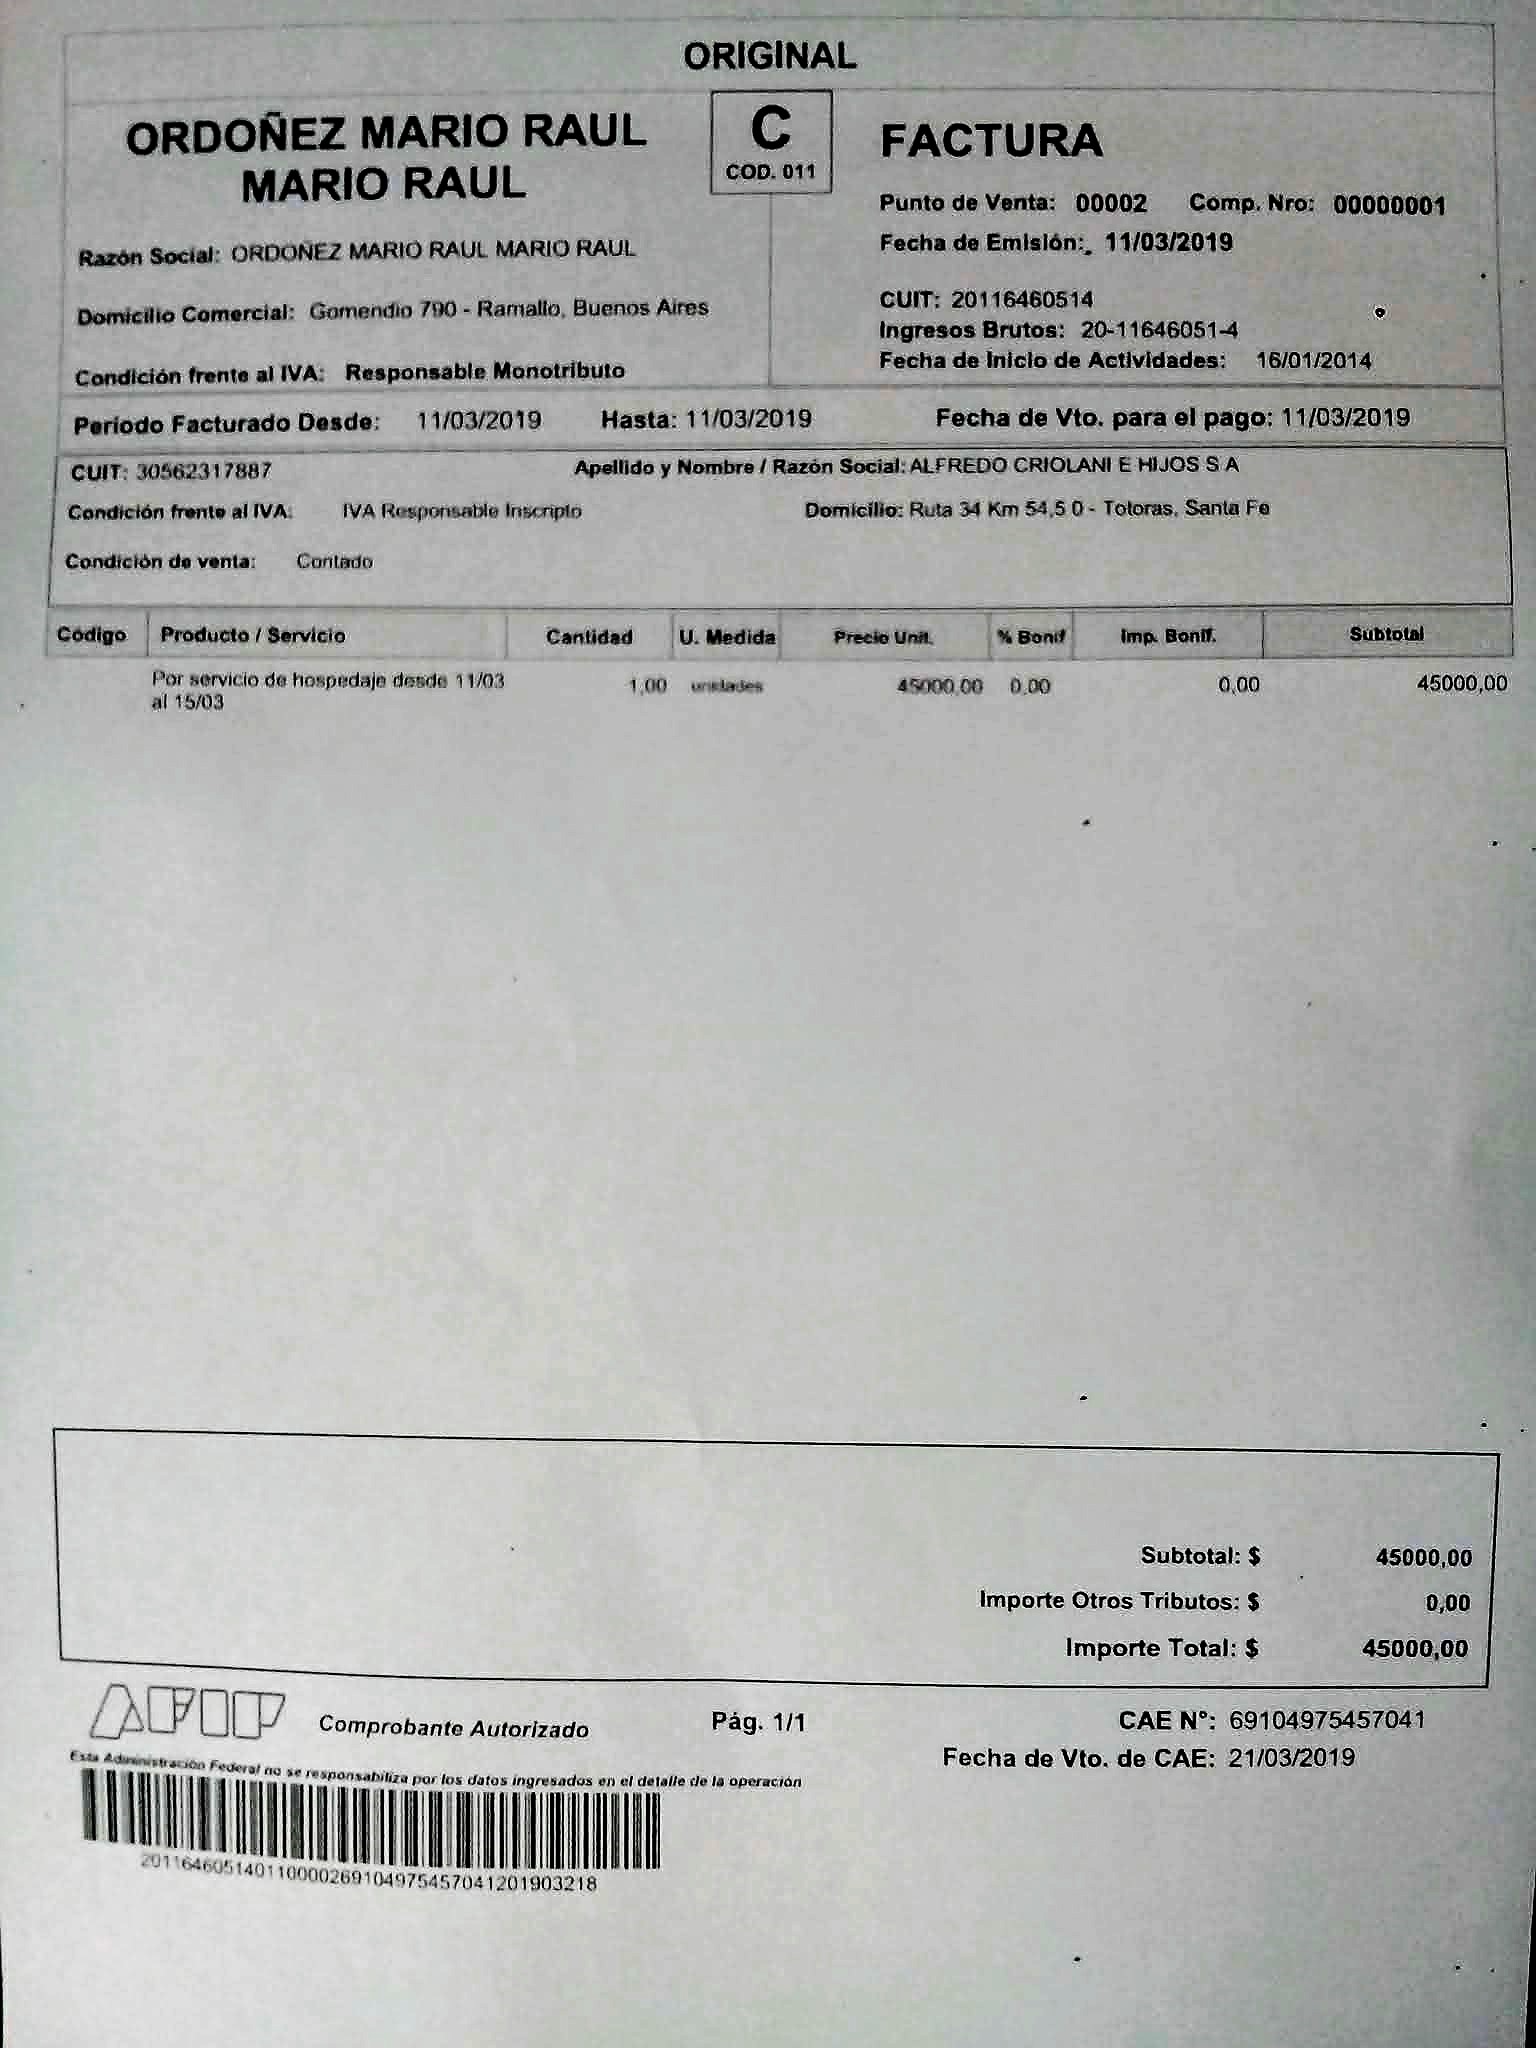 ORIGINAL
ORDOÑEZ MARIO RAUL
MARIO RAUL
C
COD. 011
FACTURA
Punto de Venta: 00002 Comp. Nro: 00000001
Fecha de Emisión: 11/03/2019
Razón Social: ORDOÑEZ MARIO RAUL MARIO RAUL
Domicilio Comercial: Gomendio 790 - Ramallo, Buenos Aires
Condición frente al IVA: Responsable Monotributo
CUIT: 20116460514
Ingresos Brutos: 20-11646051-4
Fecha de Inicio de Actividades: 16/01/2014
Período Facturado Desde: 11/03/2019 Hasta: 11/03/2019 Fecha de Vto. para el pago: 11/03/2019
CUIT: 30562317887 Apellido y Nombre / Razón Social: ALFREDO CRIOLANI E HIJOS S A
Condición frente al IVA: IVA Responsable Inscripto Domicilio: Ruta 34 Km 54,5 0 - Totoras, Santa Fe
Condición de venta: Contado
Código Producto / Servicio Cantidad U. Medida Precio Unit. % Bonif Imp. Bonif. Subtotal
Por servicio de hospedaje desde 11/03 1,00 unidades 45000,00 0,00 0,00 45000,00
al 15/03
Subtotal: $ 45000,00
Importe Otros Tributos: $ 0,00
Importe Total: $ 45000,00
AFIP Comprobante Autorizado Pág. 1/1 CAE N°: 69104975457041
Fecha de Vto. de CAE: 21/03/2019
Esta Administración Federal no se responsabiliza por los datos ingresados en el detalle de la operación
201164605140110000269104975457041201903218